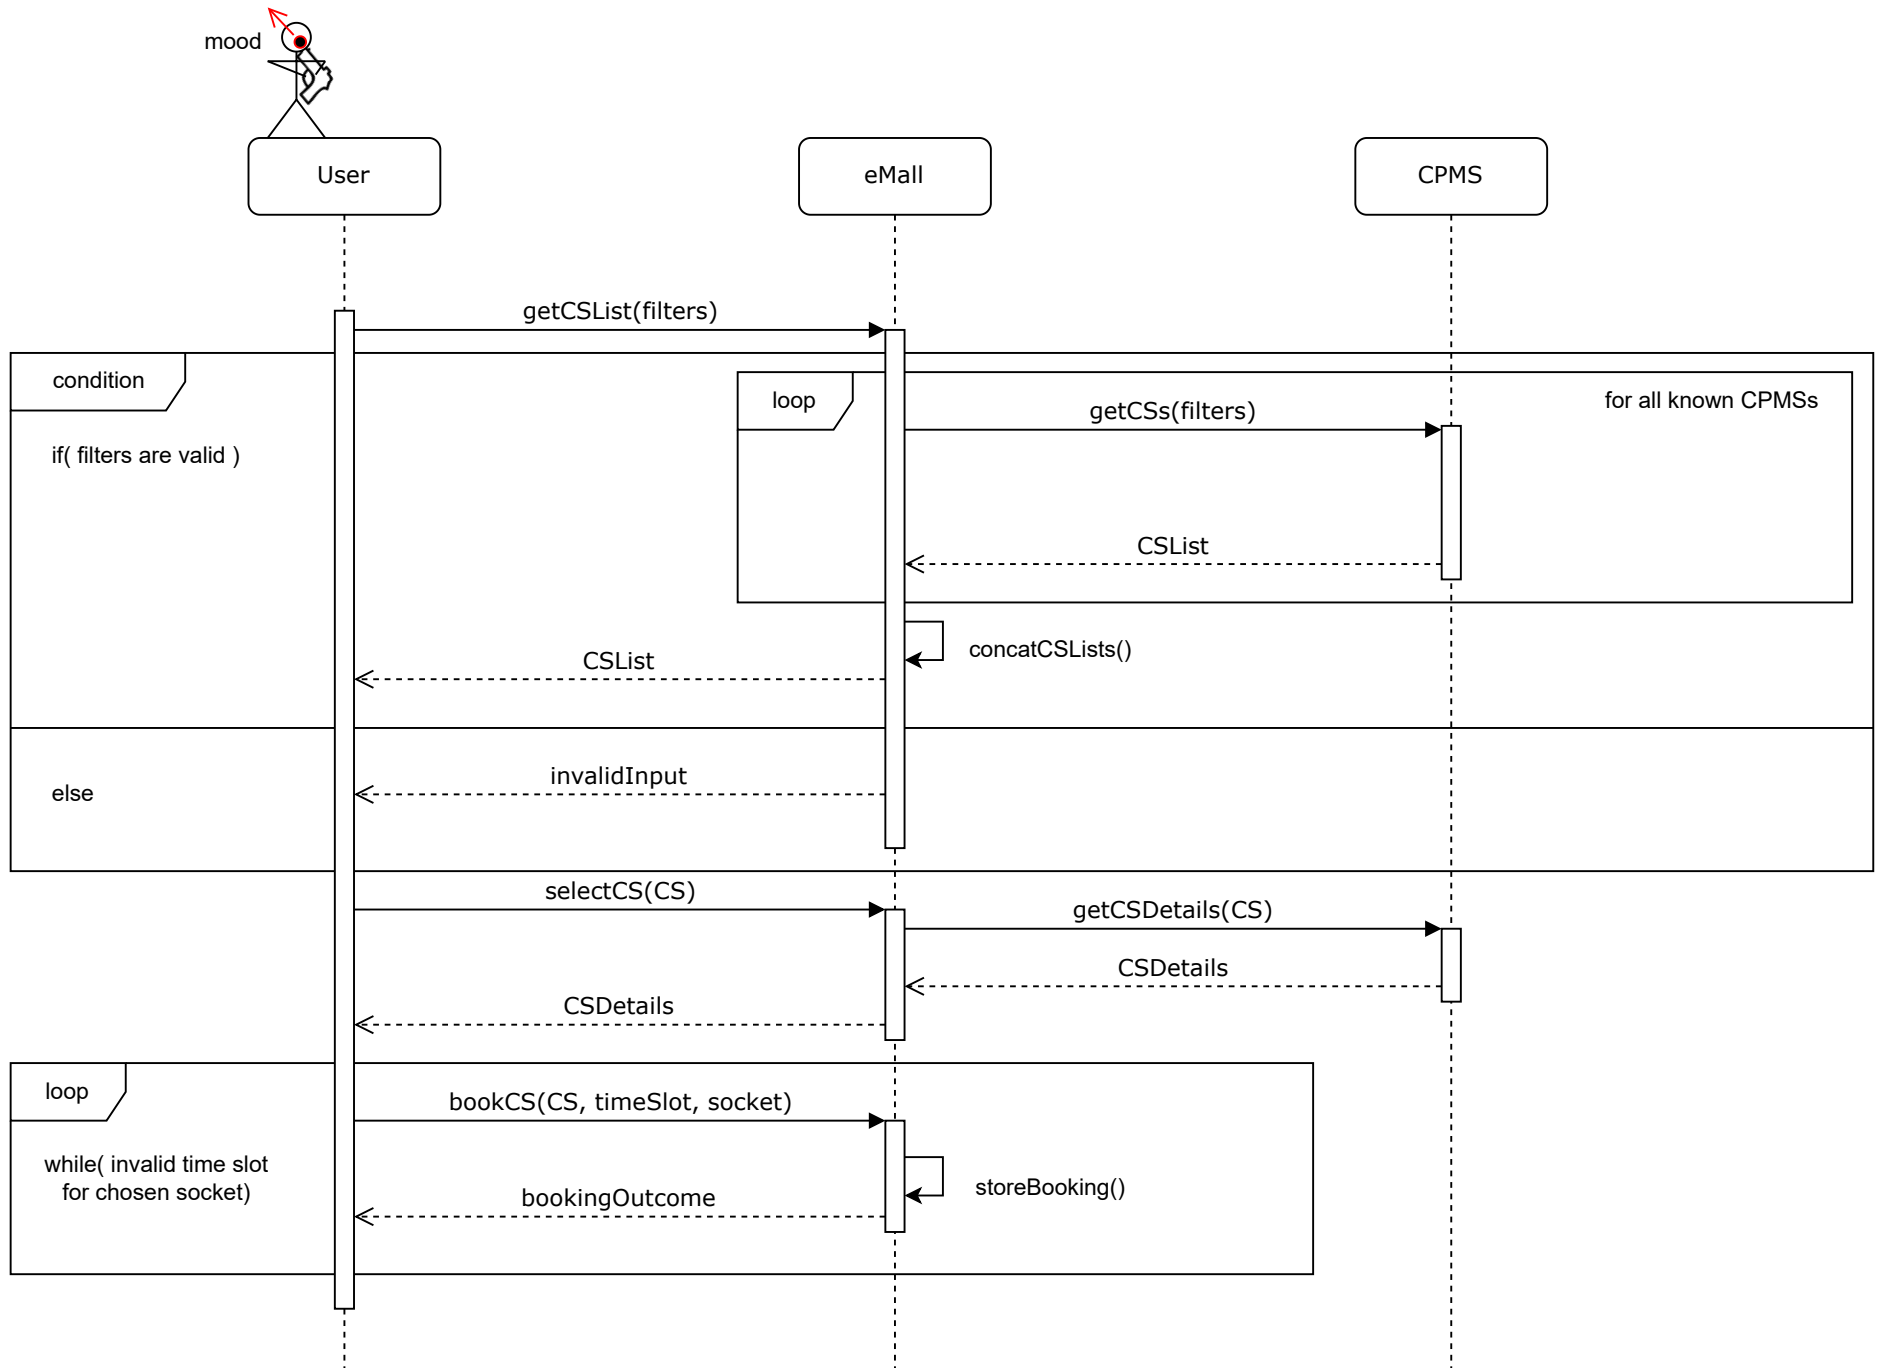 mood
User
eMall
CPMS
getCSList(filters)
condition
loop
for all known CPMSs
getCSs(filters)
if( filters are valid )
CSList
concatCSLists()
CSList
invalidInput
else
selectCS(CS)
getCSDetails(CS)
CSDetails
CSDetails
loop
bookCS(CS, timeSlot, socket)
while( invalid time slot
for chosen socket)
storeBooking()
bookingOutcome